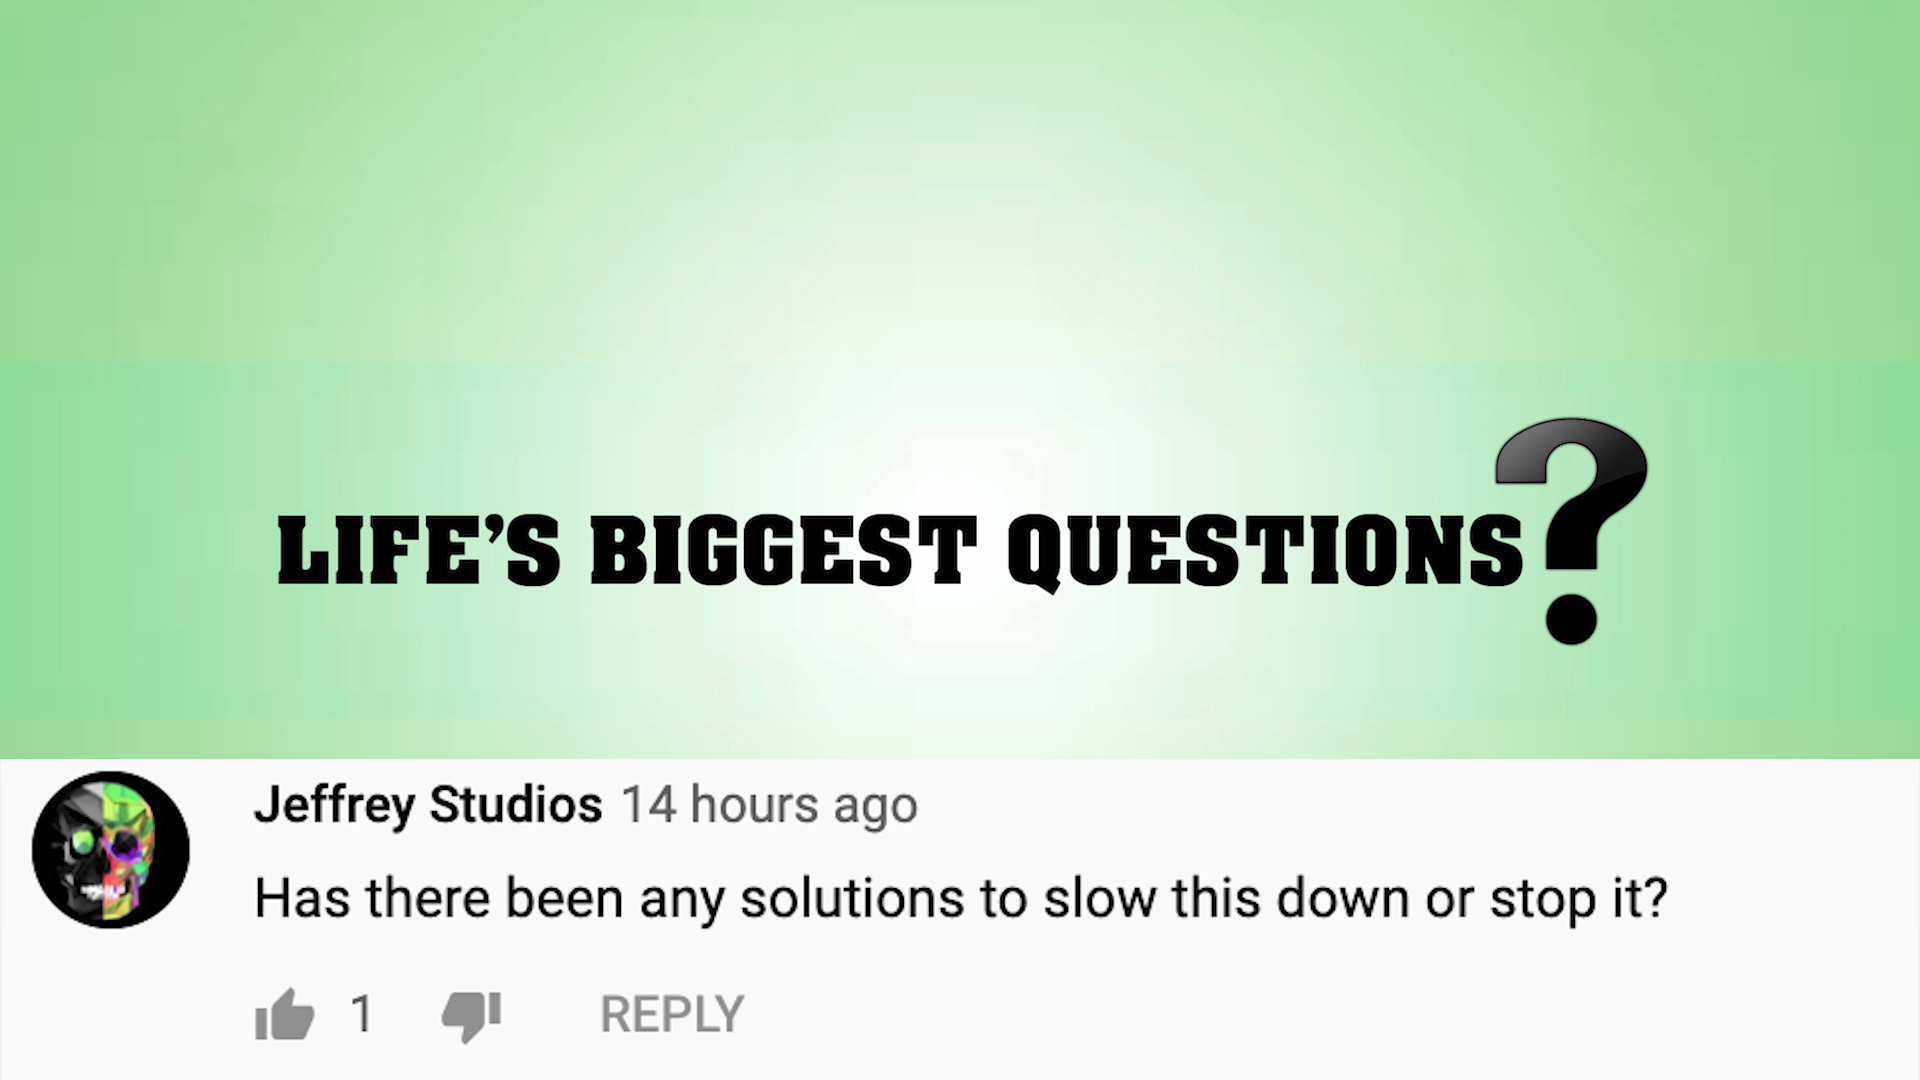 LIFE'S BIGGEST QUESTIONS?
Jeffrey Studios 14 hours ago
Has there been any solutions to slow this down or stop it?
1 REPLY